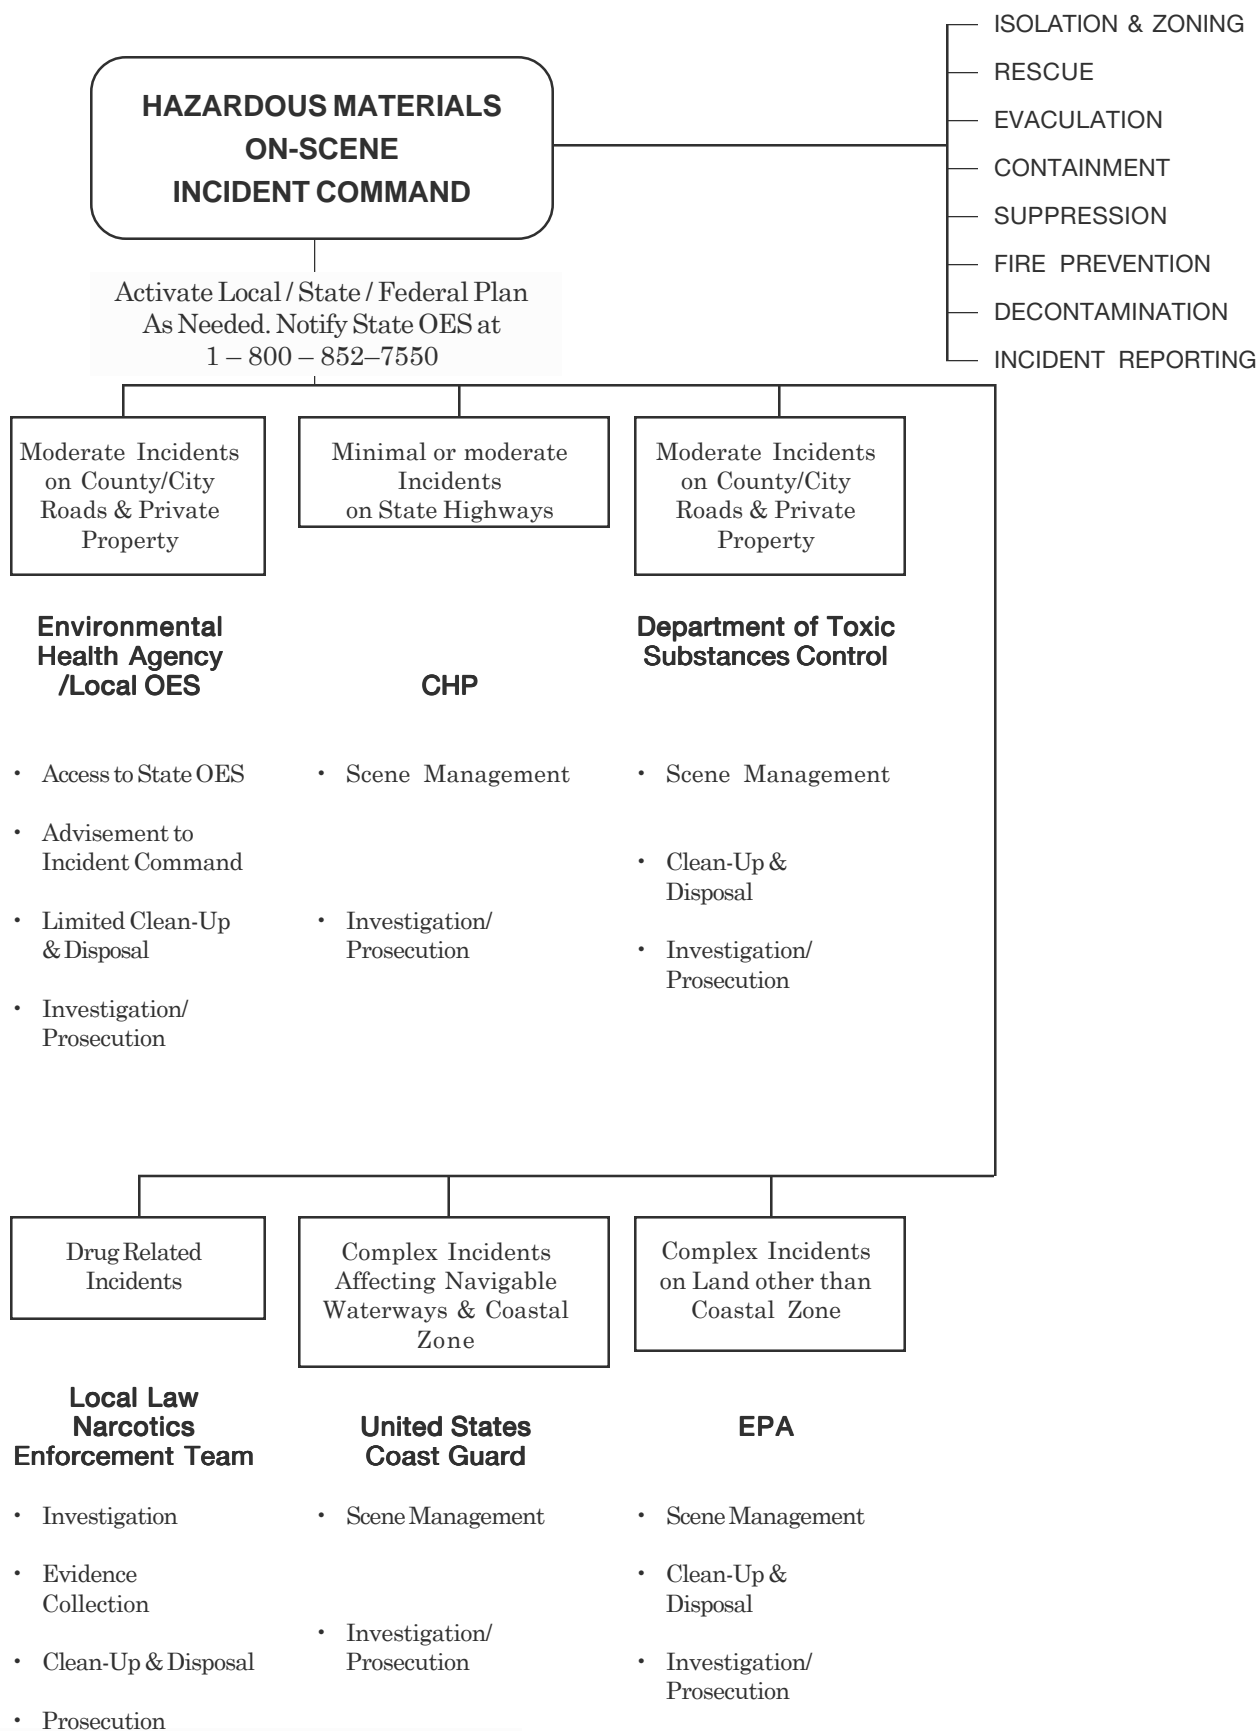 HAZARDOUS MATERIALS
ON-SCENE
INCIDENT COMMAND
ISOLATION & ZONING
RESCUE
EVACULATION
CONTAINMENT
SUPPRESSION
FIRE PREVENTION
DECONTAMINATION
INCIDENT REPORTING
Activate Local / State / Federal Plan
As Needed. Notify State OES at
1 – 800 – 852–7550
Moderate Incidents
on County/City
Roads & Private
Property
Environmental
Health Agency
/Local OES
• Access to State OES
• Advisement to
Incident Command
• Limited Clean-Up
& Disposal
• Investigation/
Prosecution
Minimal or moderate
Incidents
on State Highways
CHP
• Scene Management
• Investigation/
Prosecution
Moderate Incidents
on County/City
Roads & Private
Property
Department of Toxic
Substances Control
• Scene Management
• Clean-Up &
Disposal
• Investigation/
Prosecution
Drug Related
Incidents
Local Law
Narcotics
Enforcement Team
• Investigation
• Evidence
Collection
• Clean-Up & Disposal
• Prosecution
Complex Incidents
Affecting Navigable
Waterways & Coastal
Zone
United States
Coast Guard
• Scene Management
• Investigation/
Prosecution
Complex Incidents
on Land other than
Coastal Zone
EPA
• Scene Management
• Clean-Up &
Disposal
• Investigation/
Prosecution